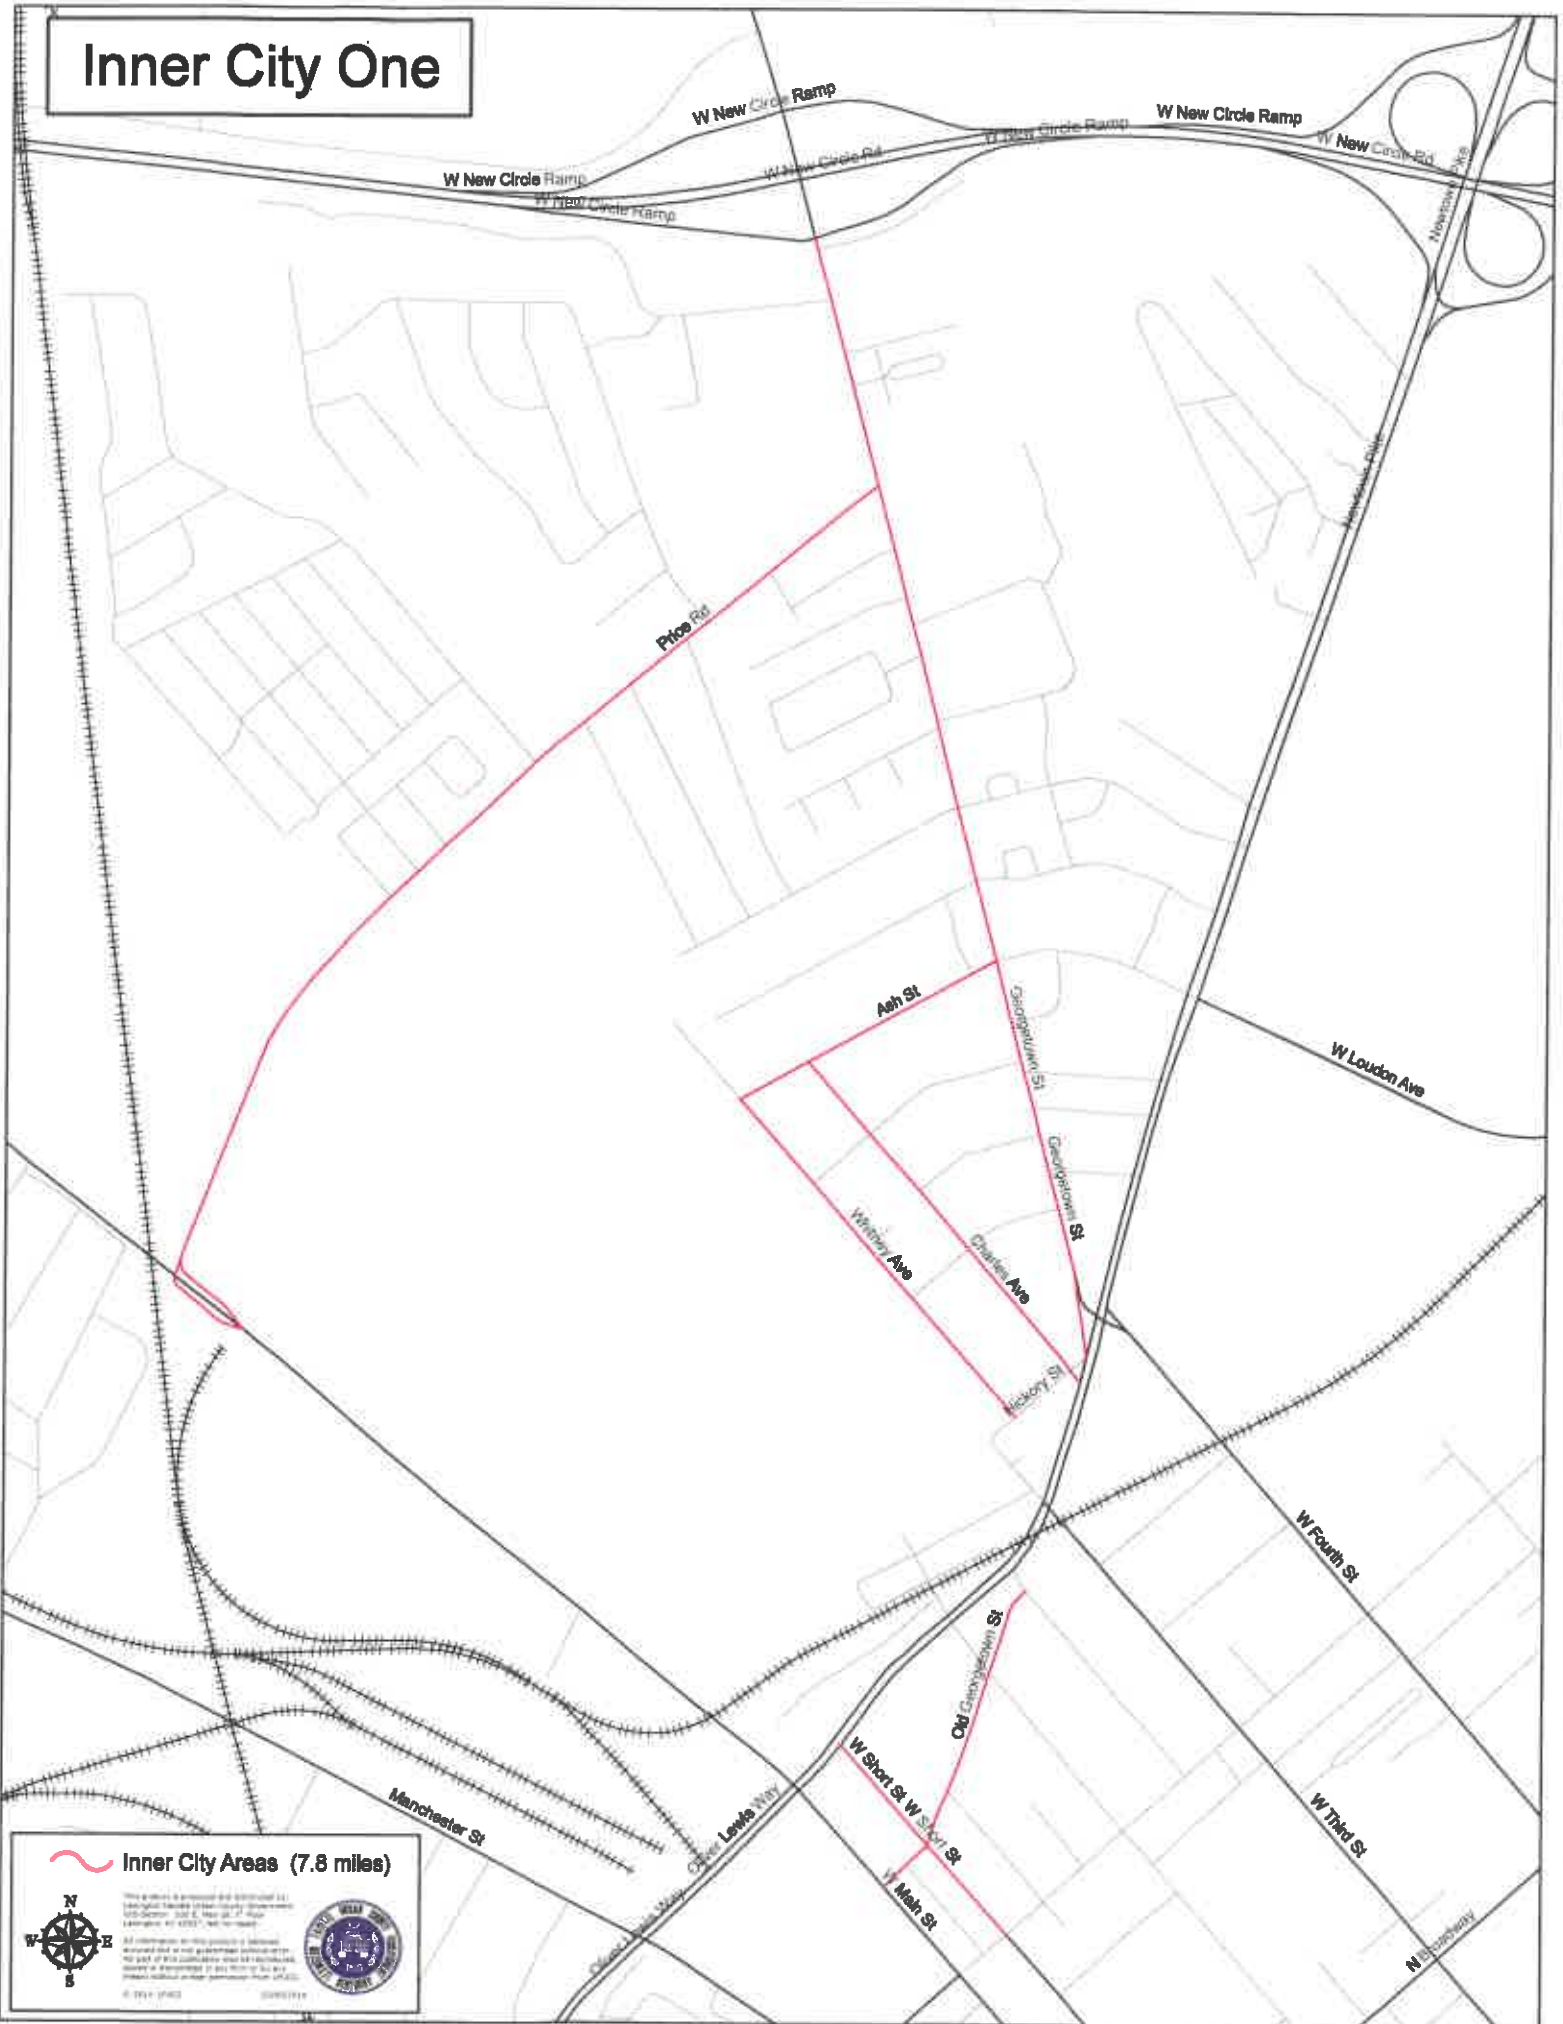 Inner City One
W New Circle Ramp
W New Circle Ramp
W New Circle Ramp
W New Circle Rd
W New Circle Rd
W New Circle Ramp
W New Circle Ramp
Newtown Pike
Newtown Pike
Price Rd
Ash St
Georgetown St
W Loudon Ave
Georgetown St
Whitney Ave
Charles Ave
Hickory St
W Fourth St
Old Georgetown St
W Short St
W Short St
Manchester St
Oliver Lewis Way
W Third St
W Main St
Oliver Lewis Way
N Broadway
Inner City Areas (7.8 miles)
N
W E
S